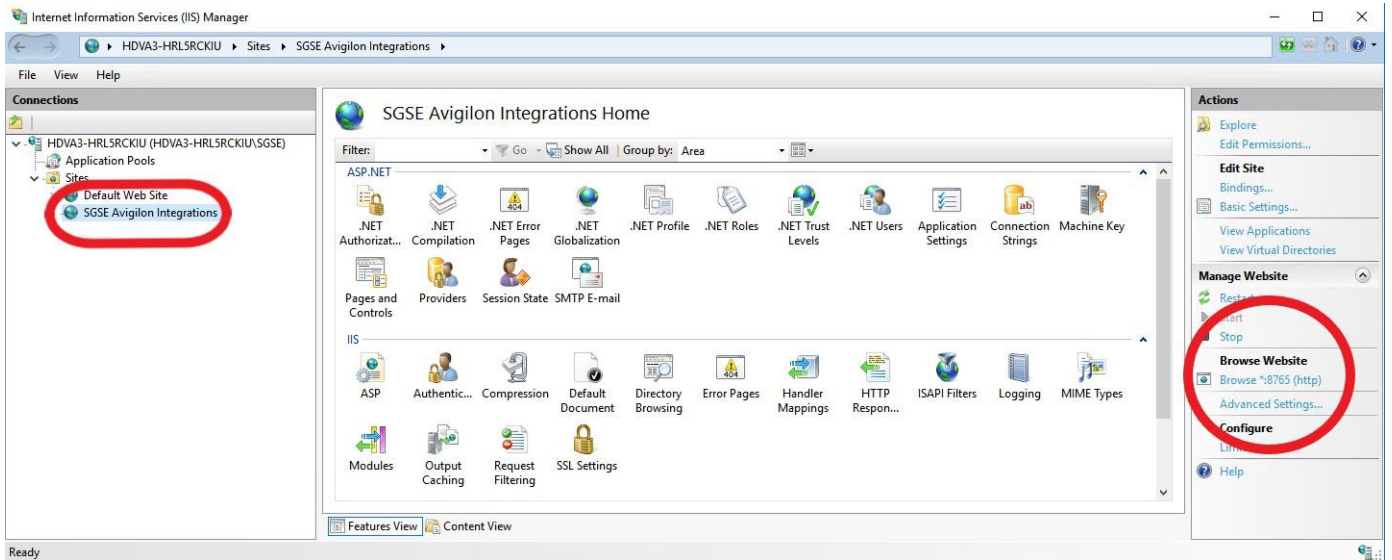 Internet Information Services (IIS) Manager
HDVA3-HRL5RCKIU Sites SGSE Avigilon Integrations
File View Help
Connections
HDVA3-HRL5RCKIU (HDVA3-HRL5RCKIU\SGSE)
Application Pools
Sites
Default Web Site
SGSE Avigilon Integrations
SGSE Avigilon Integrations Home
Filter: Go Show All Group by: Area
ASP.NET
.NET Authorizat...
.NET Compilation
.NET Error Pages
.NET Globalization
.NET Profile
.NET Roles
.NET Trust Levels
.NET Users
Application Settings
Connection Strings
Machine Key
Pages and Controls
Providers
Session State
SMTP E-mail
IIS
ASP
Authentic...
Compression
Default Document
Directory Browsing
Error Pages
Handler Mappings
HTTP Respon...
ISAPI Filters
Logging
MIME Types
Modules
Output Caching
Request Filtering
SSL Settings
Features View Content View
Ready
Actions
Explore
Edit Permissions...
Edit Site
Bindings...
Basic Settings...
View Applications
View Virtual Directories
Manage Website
Restart
Start
Stop
Browse Website
Browse *:8765 (http)
Advanced Settings...
Configure
Help